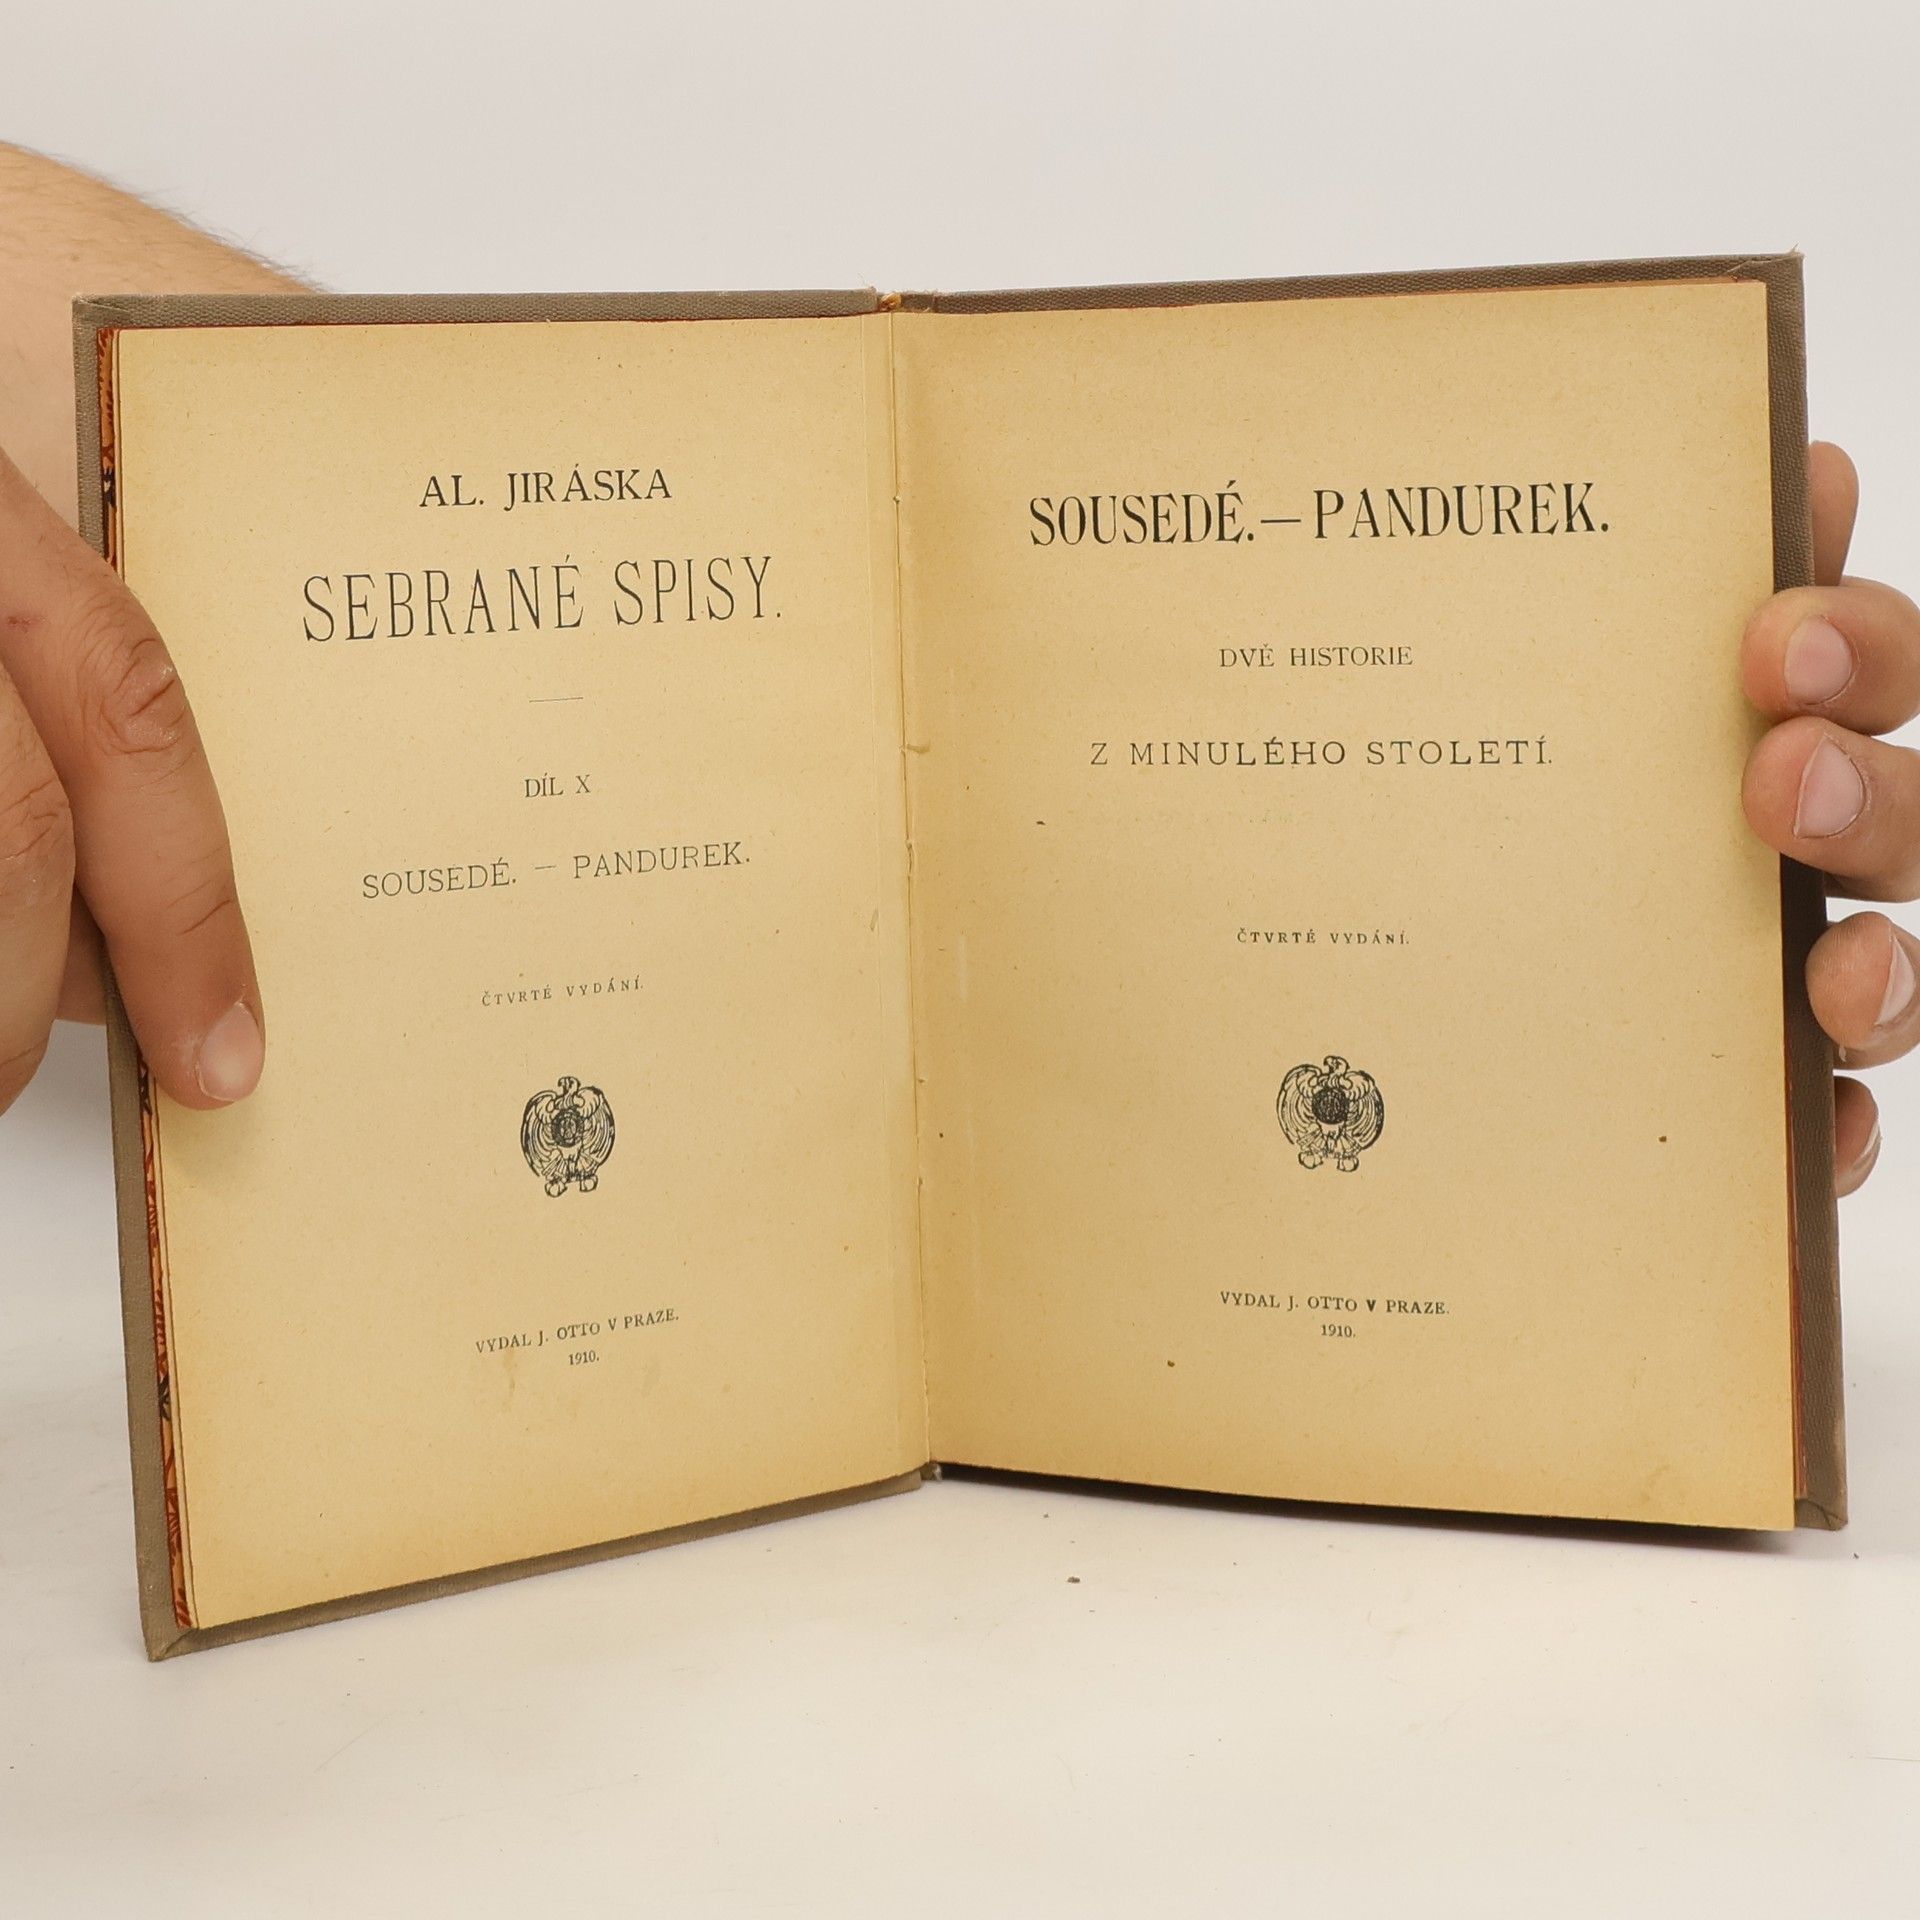 AL. JIRÁSKA
SEBRANÉ SPISY.
DÍL X
SOUSEDÉ. — PANDUREK.
ČTVRTÉ VYDÁNÍ.
VYDAL J. OTTO V PRAZE.
1910.
SOUSEDÉ. — PANDUREK.
DVĚ HISTORIE
Z MINULÉHO STOLETÍ.
ČTVRTÉ VYDÁNÍ.
VYDAL J. OTTO V PRAZE.
1910.